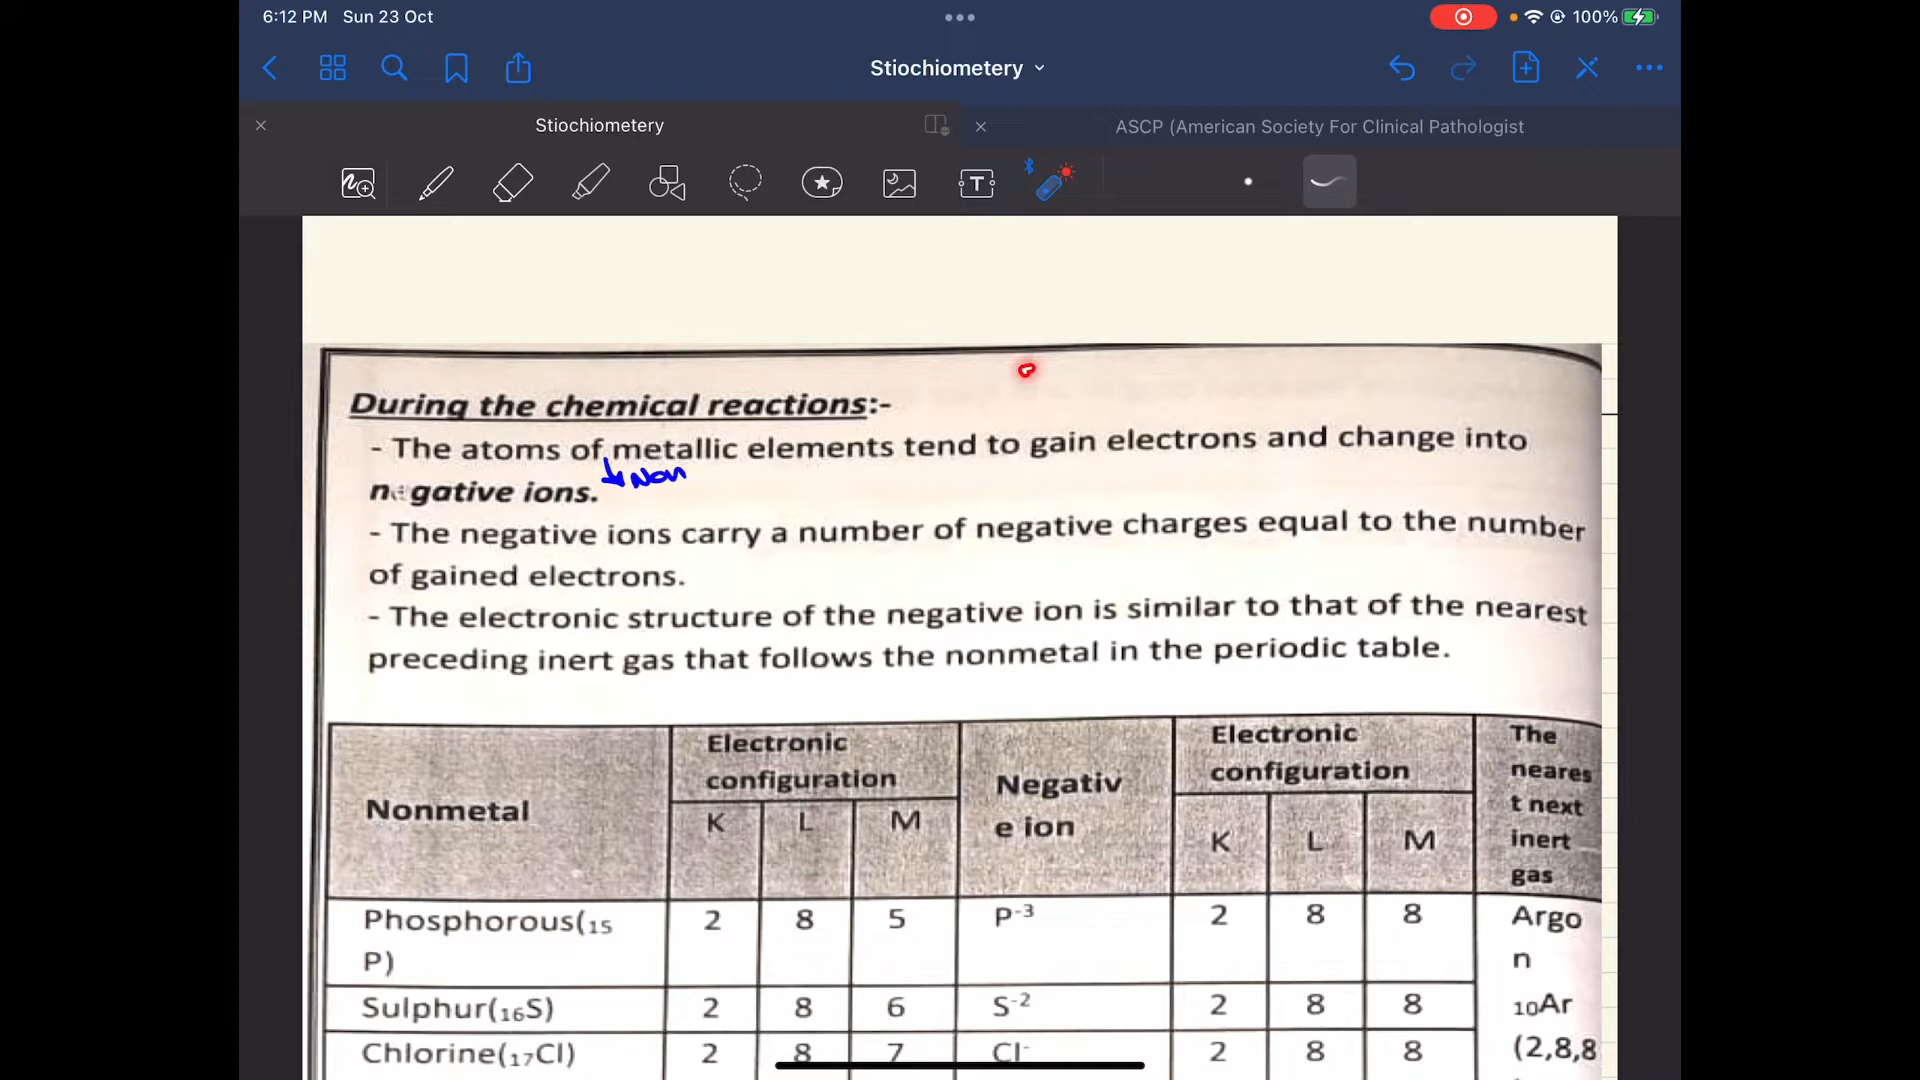 6:12 PM Sun 23 Oct
100%
Stiochiometery
Stiochiometery
ASCP (American Society For Clinical Pathologist
T
During the chemical reactions:-
- The atoms of metallic elements tend to gain electrons and change into
Non
negative ions.
- The negative ions carry a number of negative charges equal to the number
of gained electrons.
- The electronic structure of the negative ion is similar to that of the nearest
preceding inert gas that follows the nonmetal in the periodic table.
Nonmetal
Electronic
configuration
K L M
Negativ
e ion
Electronic
configuration
K L M
The
neares
t next
inert
gas
Phosphorous(₁₅
P)
2 8 5 P⁻³ 2 8 8
Argo
n
Sulphur(₁₆S) 2 8 6 S⁻² 2 8 8 ₁₀Ar
Chlorine(₁₇Cl) 2 8 7 Cl⁻ 2 8 8 (2,8,8